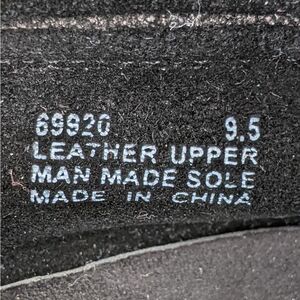 69920 9.5
LEATHER UPPER
MAN MADE SOLE
MADE IN CHINA